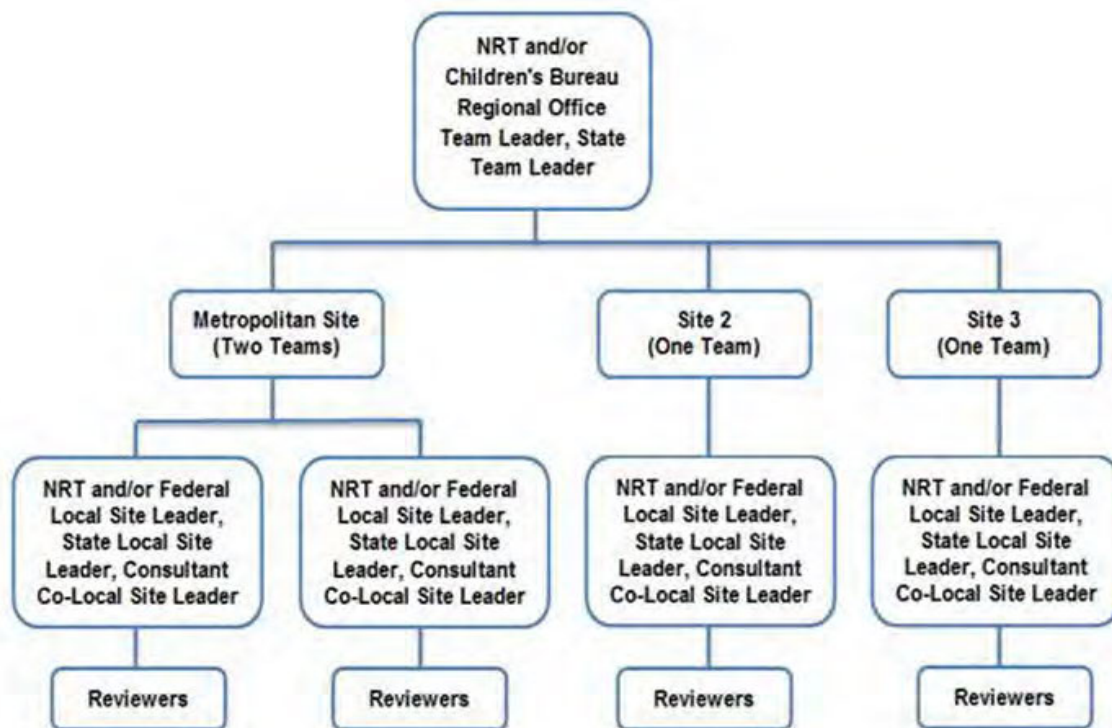 NRT and/or
Children's Bureau
Regional Office
Team Leader, State
Team Leader
Metropolitan Site
(Two Teams)
Site 2
(One Team)
Site 3
(One Team)
NRT and/or Federal
Local Site Leader,
State Local Site
Leader, Consultant
Co-Local Site Leader
NRT and/or Federal
Local Site Leader,
State Local Site
Leader, Consultant
Co-Local Site Leader
NRT and/or Federal
Local Site Leader,
State Local Site
Leader, Consultant
Co-Local Site Leader
NRT and/or Federal
Local Site Leader,
State Local Site
Leader, Consultant
Co-Local Site Leader
Reviewers
Reviewers
Reviewers
Reviewers